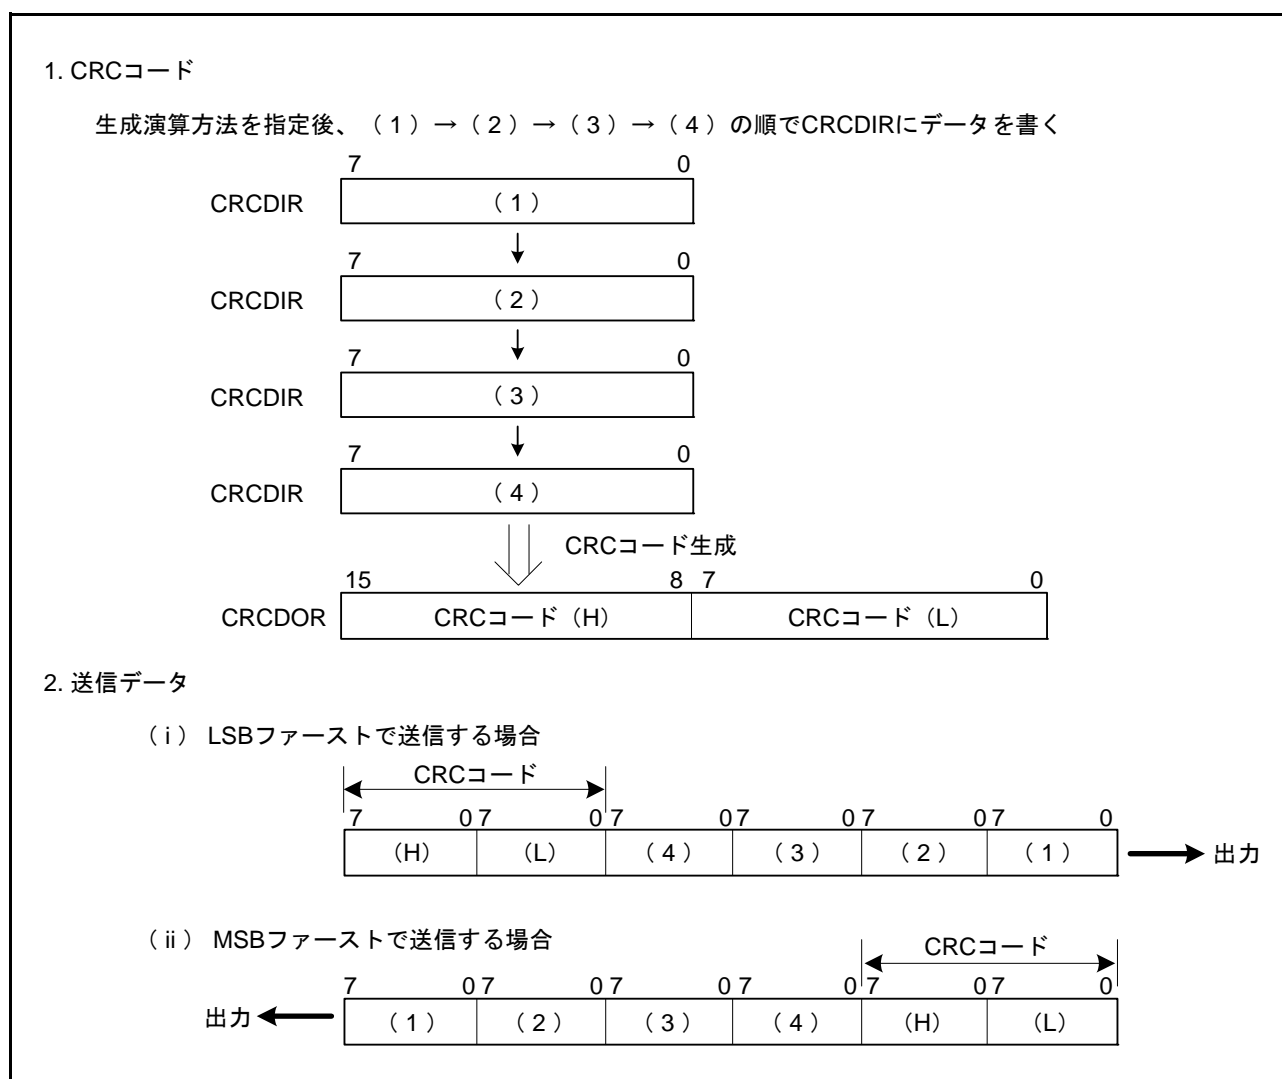 1. CRCコード
生成演算方法を指定後、（1）→（2）→（3）→（4）の順でCRCDIRにデータを書く
7 0
CRCDIR （1）
7 0
CRCDIR （2）
7 0
CRCDIR （3）
7 0
CRCDIR （4）
CRCコード生成
15 8 7 0
CRCDOR CRCコード（H） CRCコード（L）
2. 送信データ
（i） LSBファーストで送信する場合
CRCコード
7 0 7 0 7 0 7 0 7 0 7 0
（H） （L） （4） （3） （2） （1） 出力
（ii） MSBファーストで送信する場合
CRCコード
7 0 7 0 7 0 7 0 7 0 7 0
出力 （1） （2） （3） （4） （H） （L）